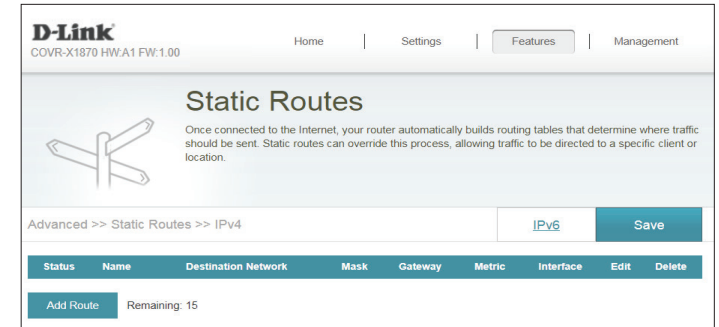 D-Link
COVR-X1870 HW:A1 FW:1.00
Home | Settings | Features | Management
Static Routes
Once connected to the Internet, your router automatically builds routing tables that determine where traffic
should be sent. Static routes can override this process, allowing traffic to be directed to a specific client or
location.
Advanced >> Static Routes >> IPv4
IPv6
Save
Status Name Destination Network Mask Gateway Metric Interface Edit Delete
Add Route Remaining: 15